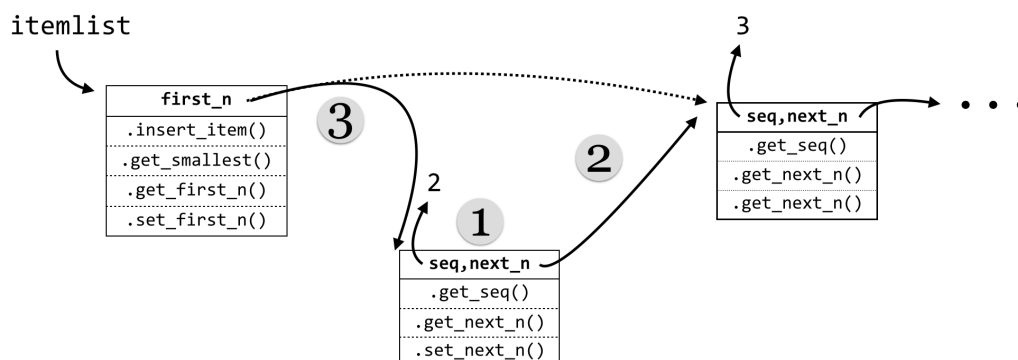 itemlist
first_n
.insert_item()
.get_smallest()
.get_first_n()
.set_first_n()
3
2
1
seq,next_n
.get_seq()
.get_next_n()
.set_next_n()
2
3
seq,next_n
.get_seq()
.get_next_n()
.get_next_n()